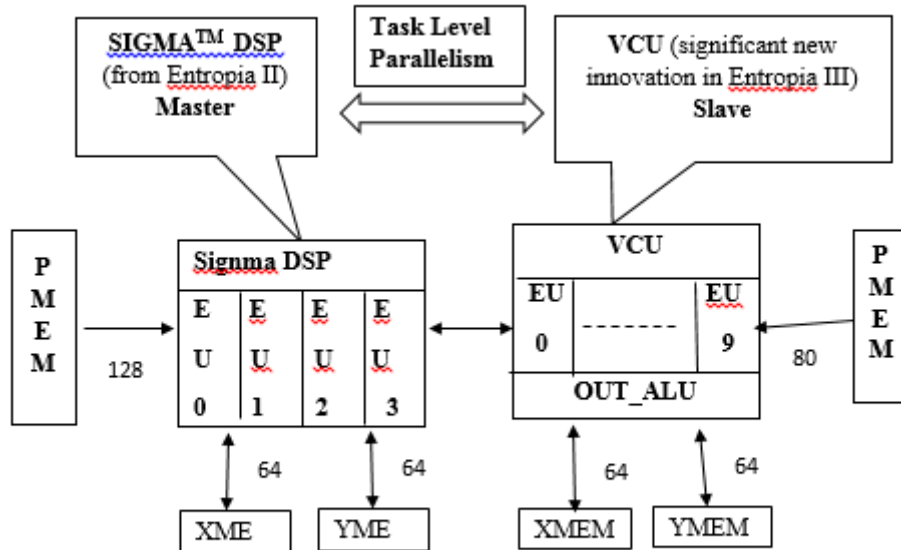 SIGMA™ DSP
(from Entropia II)
Master
Task Level
Parallelism
VCU (significant new
innovation in Entropia III)
Slave
P
M
E
M
128
Signma DSP
E
U
0
E
U
1
E
U
2
E
U
3
VCU
EU
0
-------
EU
9
OUT_ALU
P
M
E
M
80
64
64
64
64
XME
YME
XMEM
YMEM